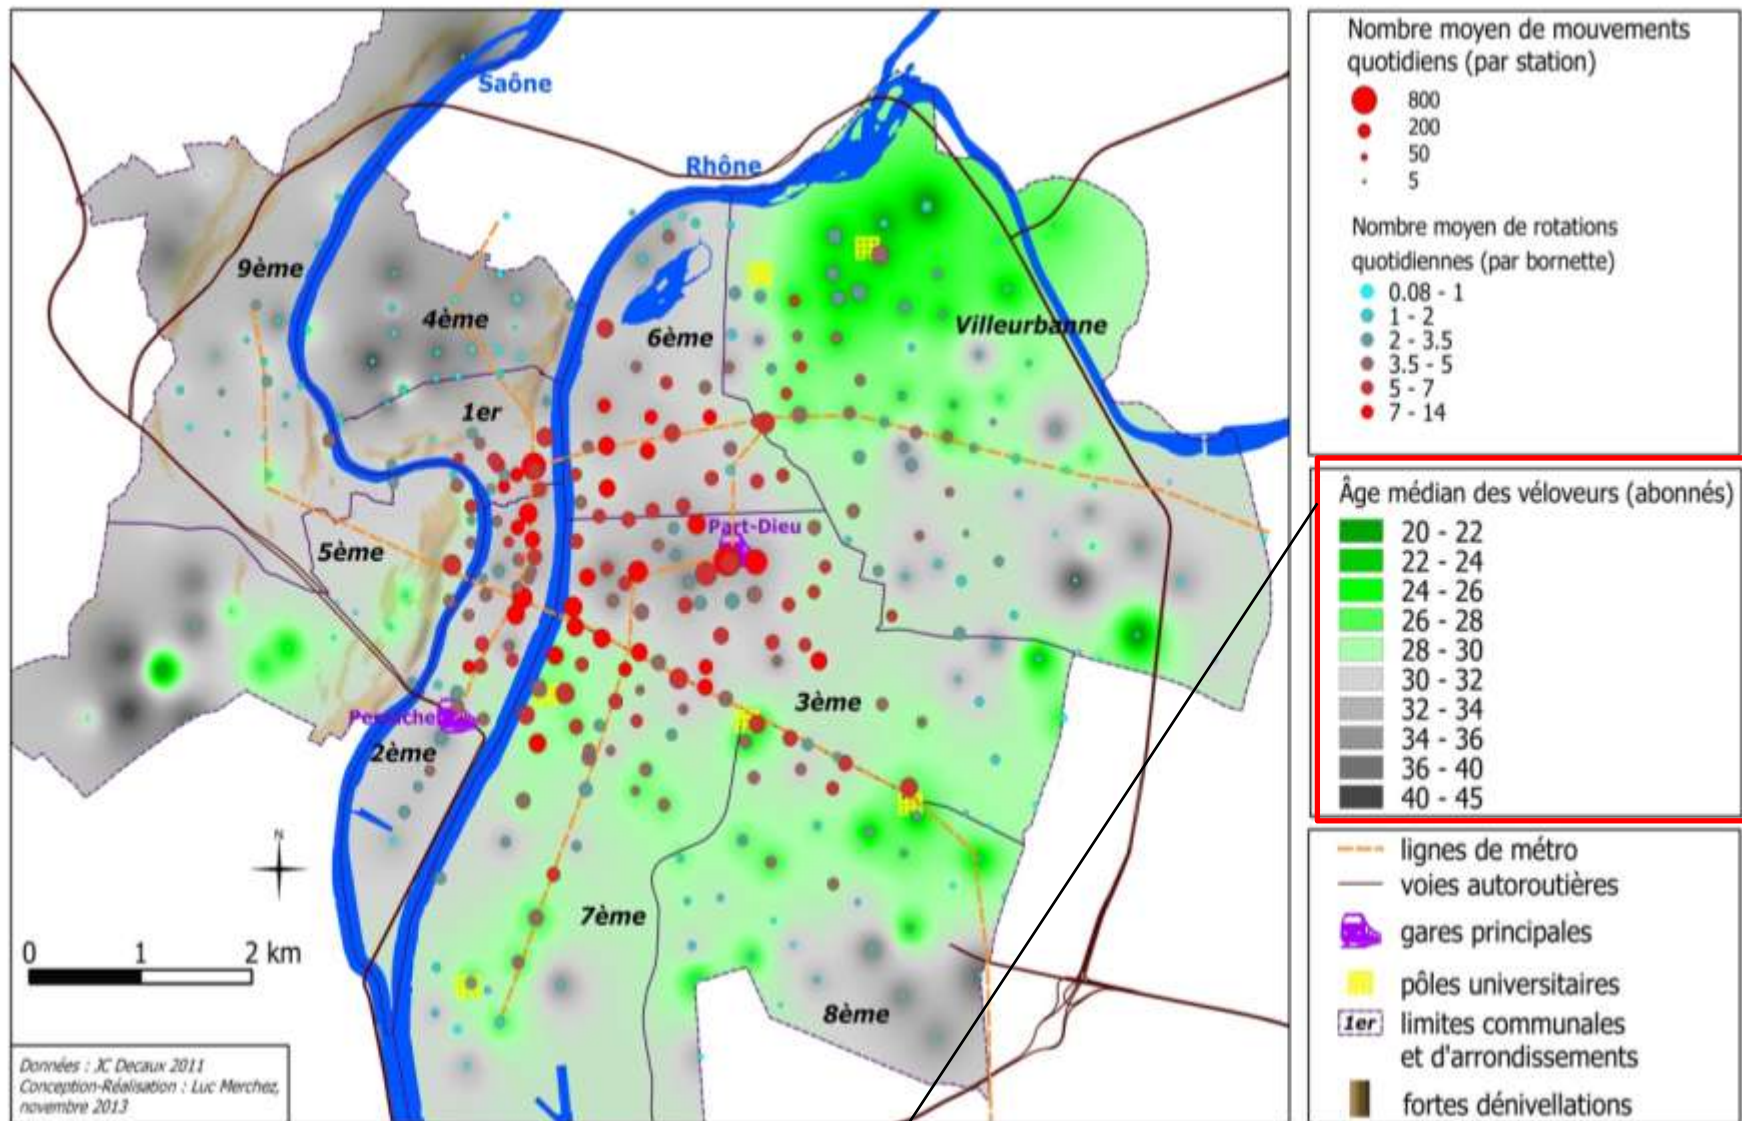 Saône
Rhône
9ème
4ème
6ème
Villeurbanne
1er
Part-Dieu
5ème
3ème
Perrache
2ème
7ème
8ème
N
0 1 2 km
Données : JC Decaux 2011
Conception-Réalisation : Luc Merchez,
novembre 2013
Nombre moyen de mouvements
quotidiens (par station)
800
200
50
5
Nombre moyen de rotations
quotidiennes (par bornette)
0.08 - 1
1 - 2
2 - 3.5
3.5 - 5
5 - 7
7 - 14
Âge médian des véloveurs (abonnés)
20 - 22
22 - 24
24 - 26
26 - 28
28 - 30
30 - 32
32 - 34
34 - 36
36 - 40
40 - 45
lignes de métro
voies autoroutières
gares principales
pôles universitaires
1er limites communales
et d'arrondissements
fortes dénivellations